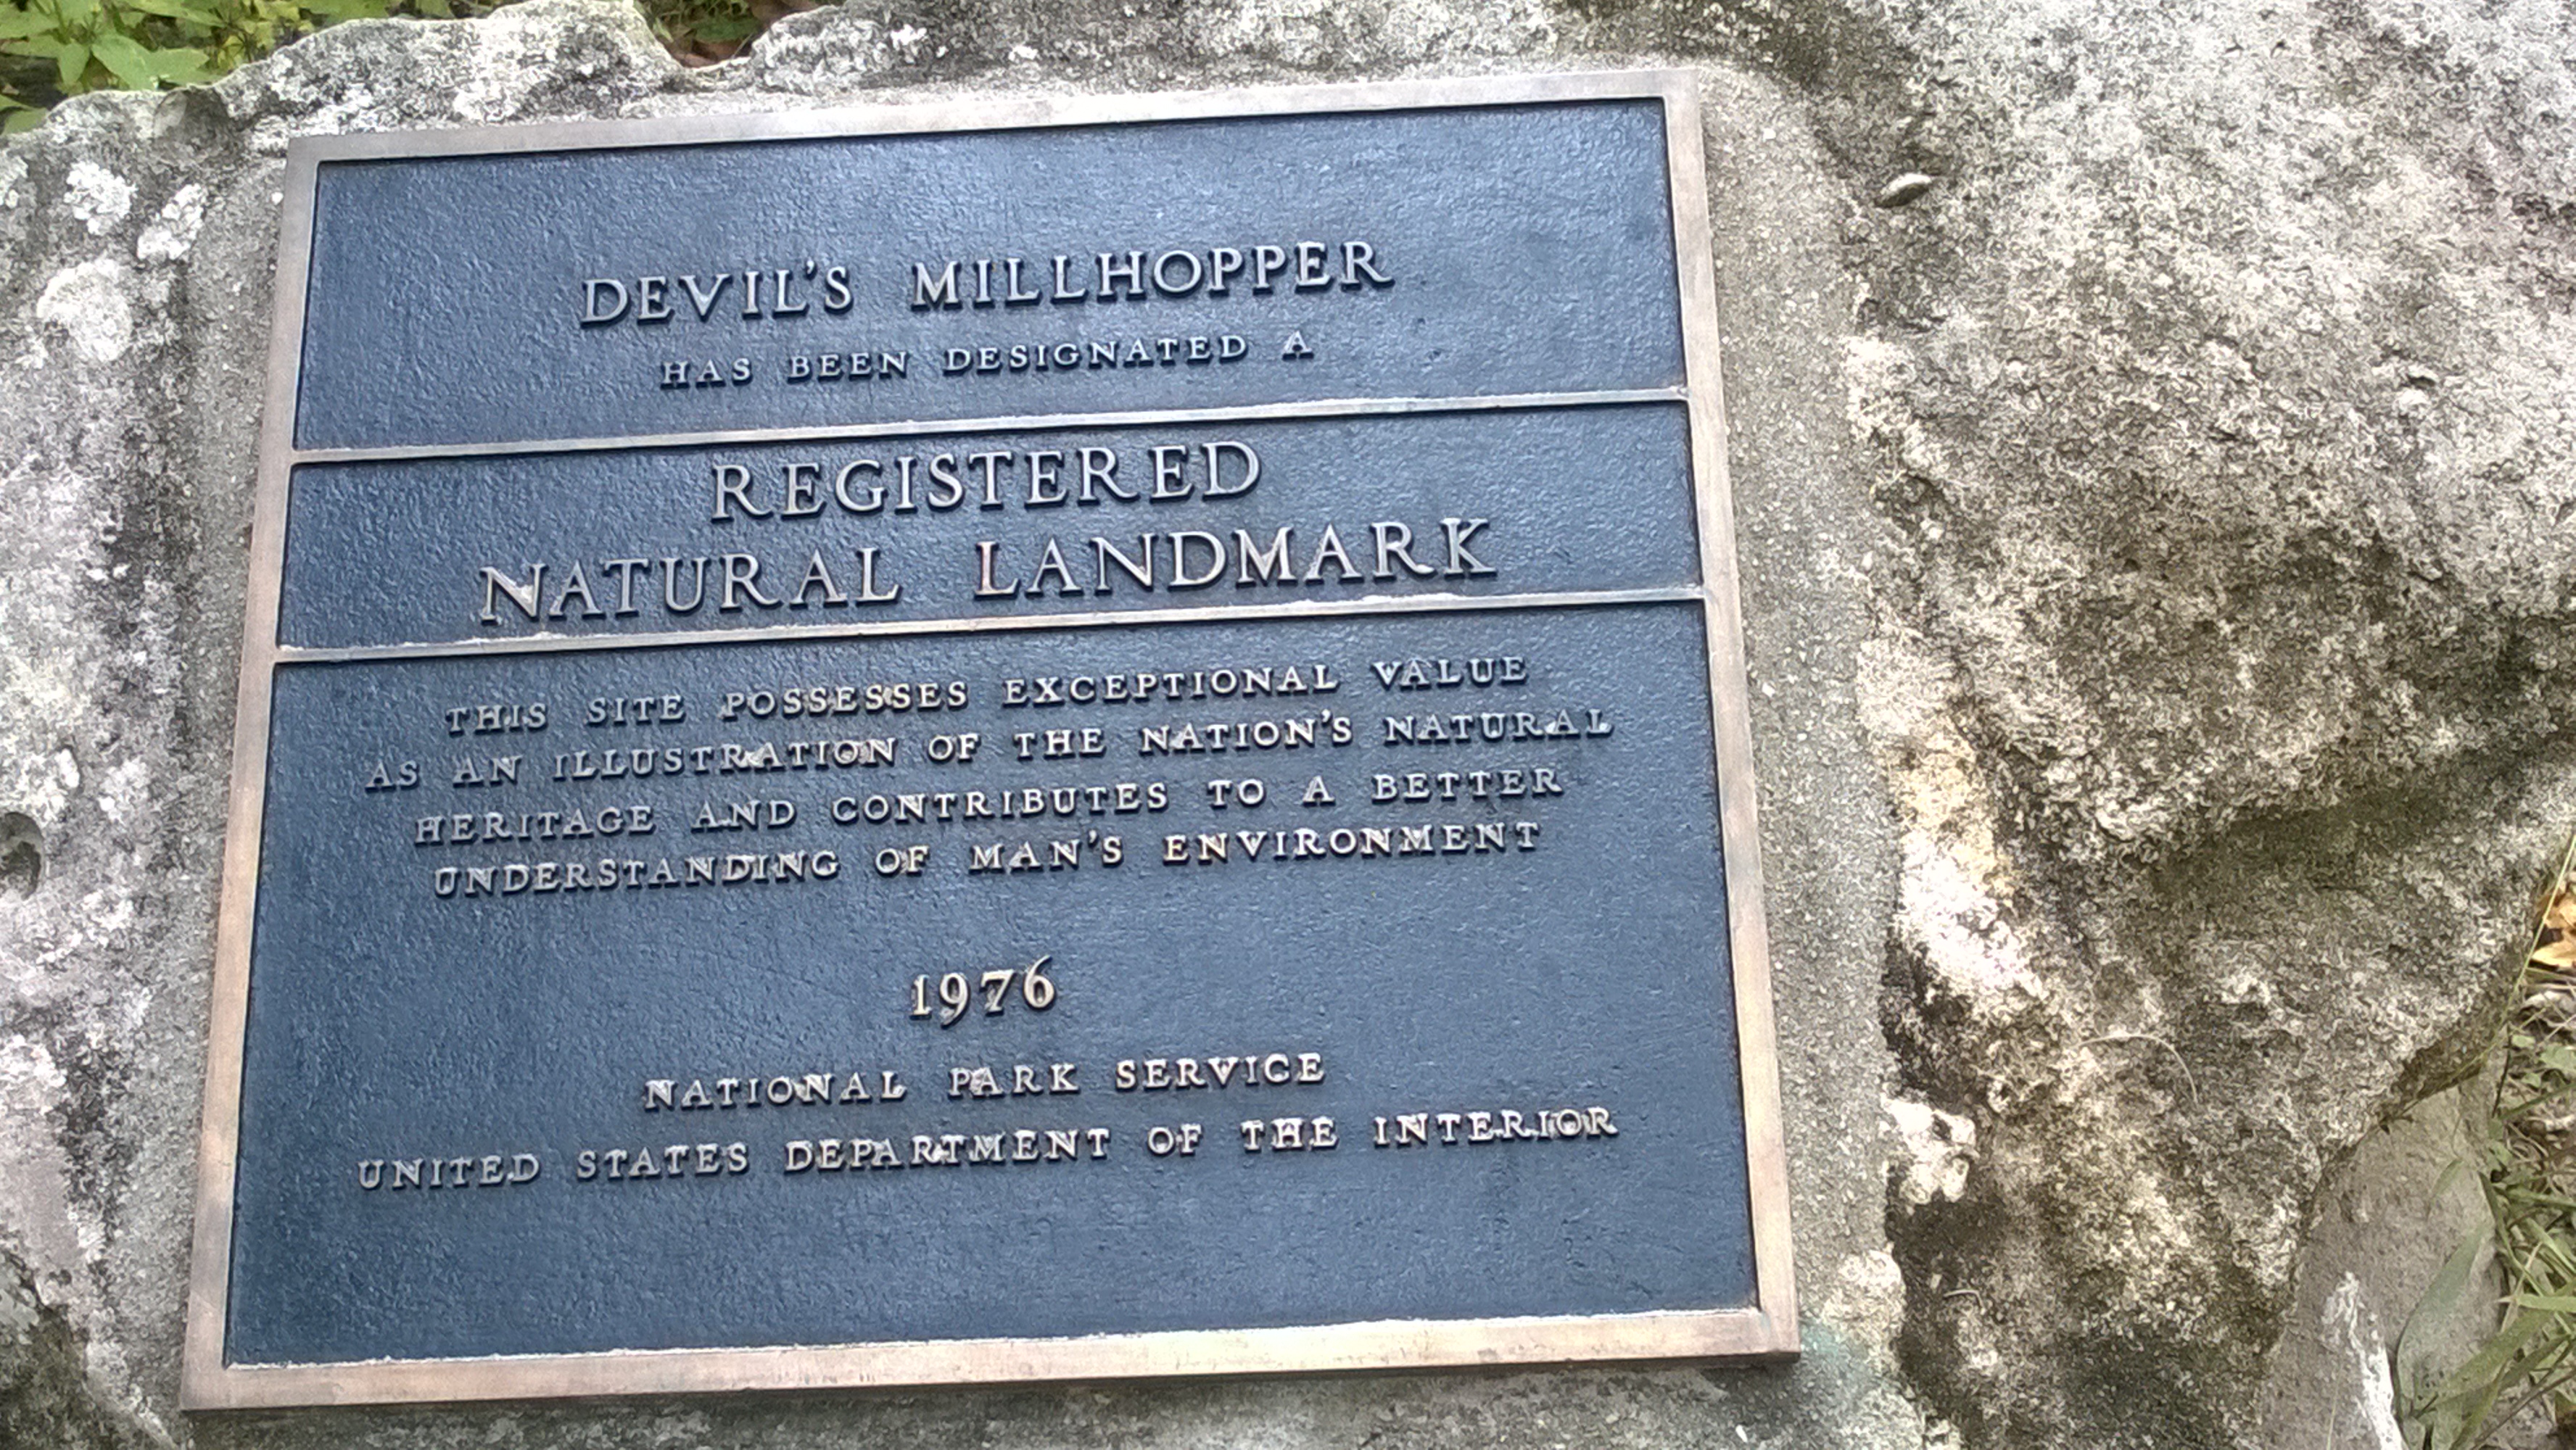 DEVIL'S MILLHOPPER
HAS BEEN DESIGNATED A
REGISTERED
NATURAL LANDMARK
THIS SITE POSSESSES EXCEPTIONAL VALUE
AS AN ILLUSTRATION OF THE NATION'S NATURAL
HERITAGE AND CONTRIBUTES TO A BETTER
UNDERSTANDING OF MAN'S ENVIRONMENT
1976
NATIONAL PARK SERVICE
UNITED STATES DEPARTMENT OF THE INTERIOR